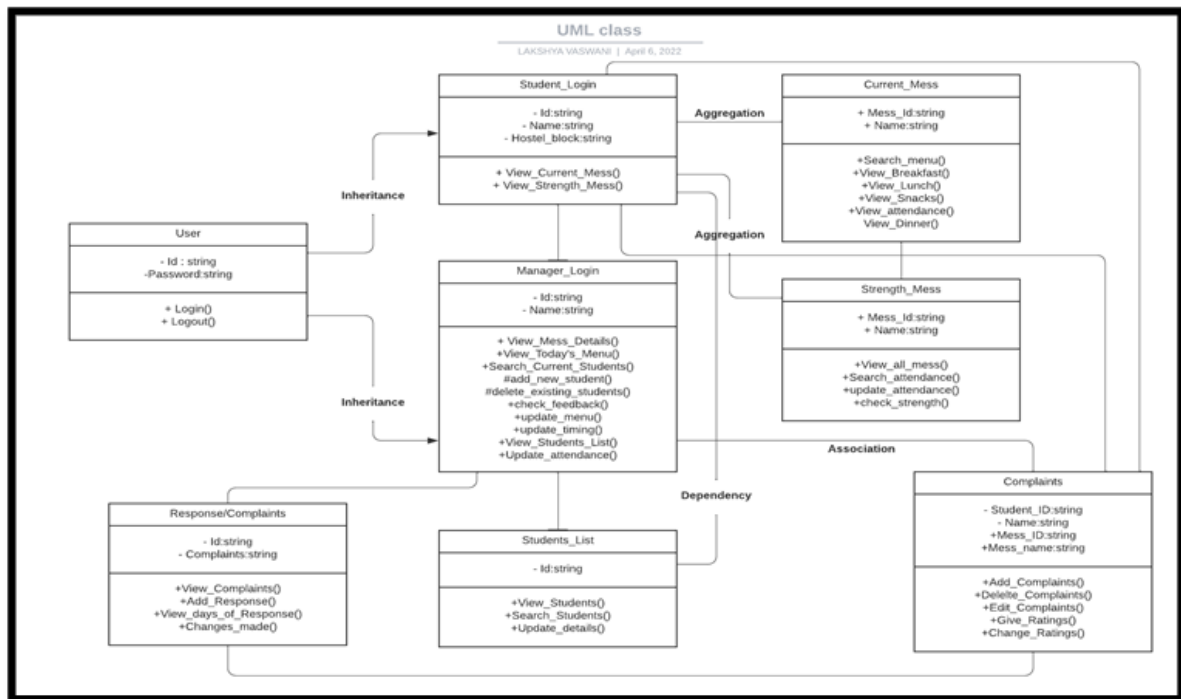 UML class
LAKSHYA VASWANI | April 6, 2022
Student_Login
- Id:string
- Name:string
- Hostel_block:string
+ View_Current_Mess()
+ View_Strength_Mess()
Aggregation
Current_Mess
+ Mess_Id:string
+ Name:string
+Search_menu()
+View_Breakfast()
+View_Lunch()
+View_Snacks()
+View_attendance()
View_Dinner()
Inheritance
User
- Id : string
-Password:string
+ Login()
+ Logout()
Aggregation
Manager_Login
- Id:string
- Name:string
+ View_Mess_Details()
+View_Today's_Menu()
+Search_Current_Students()
#add_new_student()
#delete_existing_students()
+check_feedback()
+update_menu()
+update_timing()
+View_Students_List()
+Update_attendance()
Strength_Mess
+ Mess_Id:string
+ Name:string
+View_all_mess()
+Search_attendance()
+update_attendance()
+check_strength()
Inheritance
Association
Dependency
Response/Complaints
- Id:string
- Complaints:string
+View_Complaints()
+Add_Response()
+View_days_of_Response()
+Changes_made()
Students_List
- Id:string
+View_Students()
+Search_Students()
+Update_details()
Complaints
- Student_ID:string
- Name:string
+Mess_ID:string
+Mess_name:string
+Add_Complaints()
+Delelte_Complaints()
+Edit_Complaints()
+Give_Ratings()
+Change_Ratings()